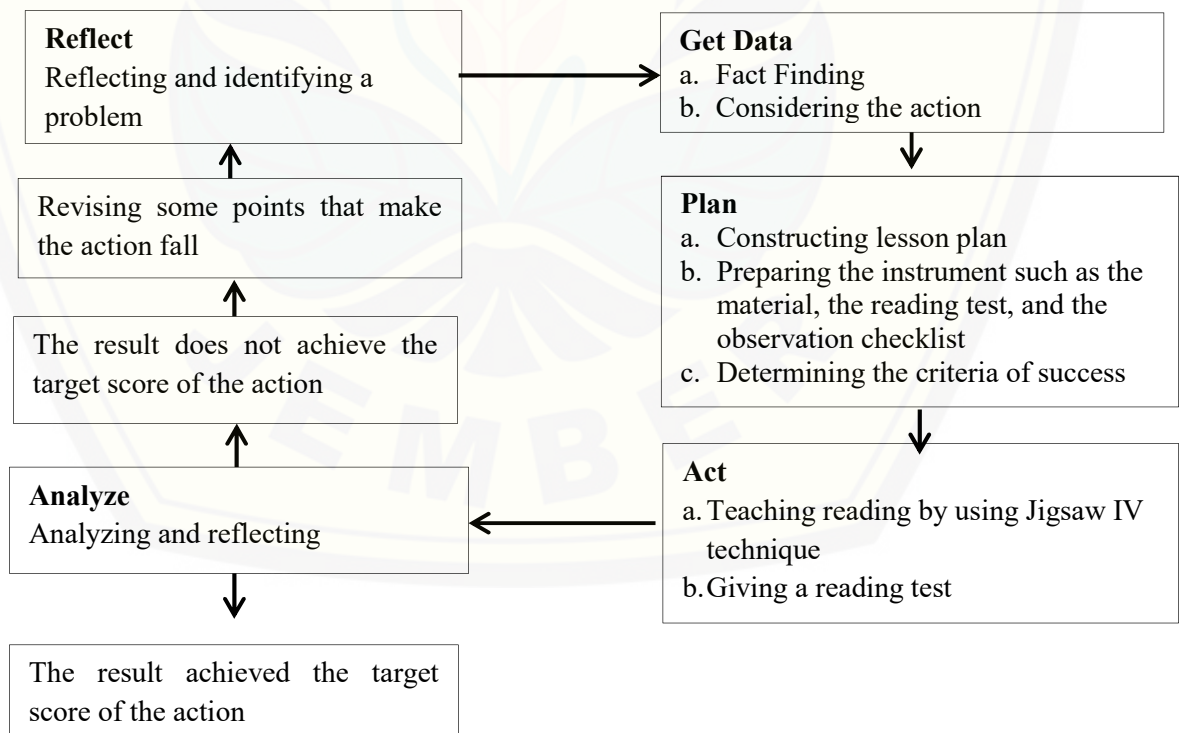 Reflect
Reflecting and identifying a
problem
Get Data
a. Fact Finding
b. Considering the action
Plan
a. Constructing lesson plan
b. Preparing the instrument such as the
material, the reading test, and the
observation checklist
c. Determining the criteria of success
Act
a. Teaching reading by using Jigsaw IV
technique
b. Giving a reading test
Analyze
Analyzing and reflecting
The result does not achieve the
target score of the action
Revising some points that make
the action fall
The result achieved the target
score of the action
EMBER